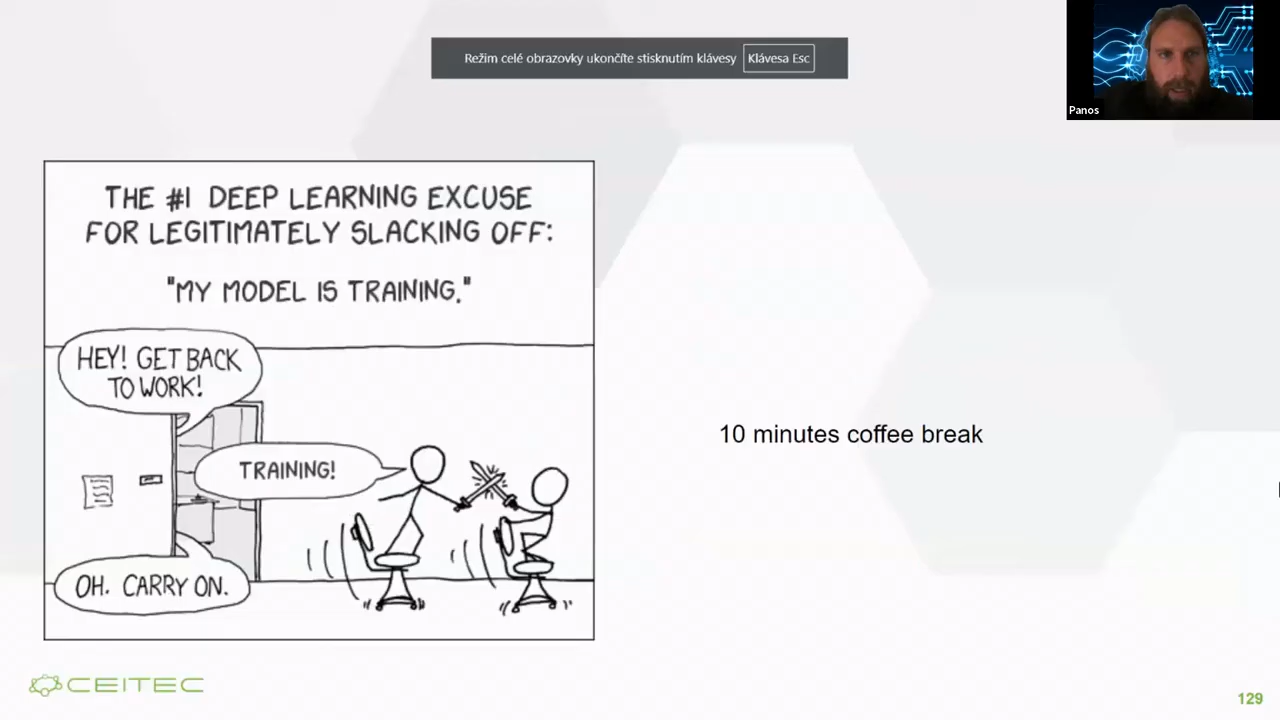 Režim celé obrazovky ukončíte stisknutím klávesy Klávesa Esc
Panos
THE #1 DEEP LEARNING EXCUSE
FOR LEGITIMATELY SLACKING OFF:
"MY MODEL IS TRAINING."
HEY! GET BACK
TO WORK!
TRAINING!
OH. CARRY ON.
10 minutes coffee break
CEITEC
129